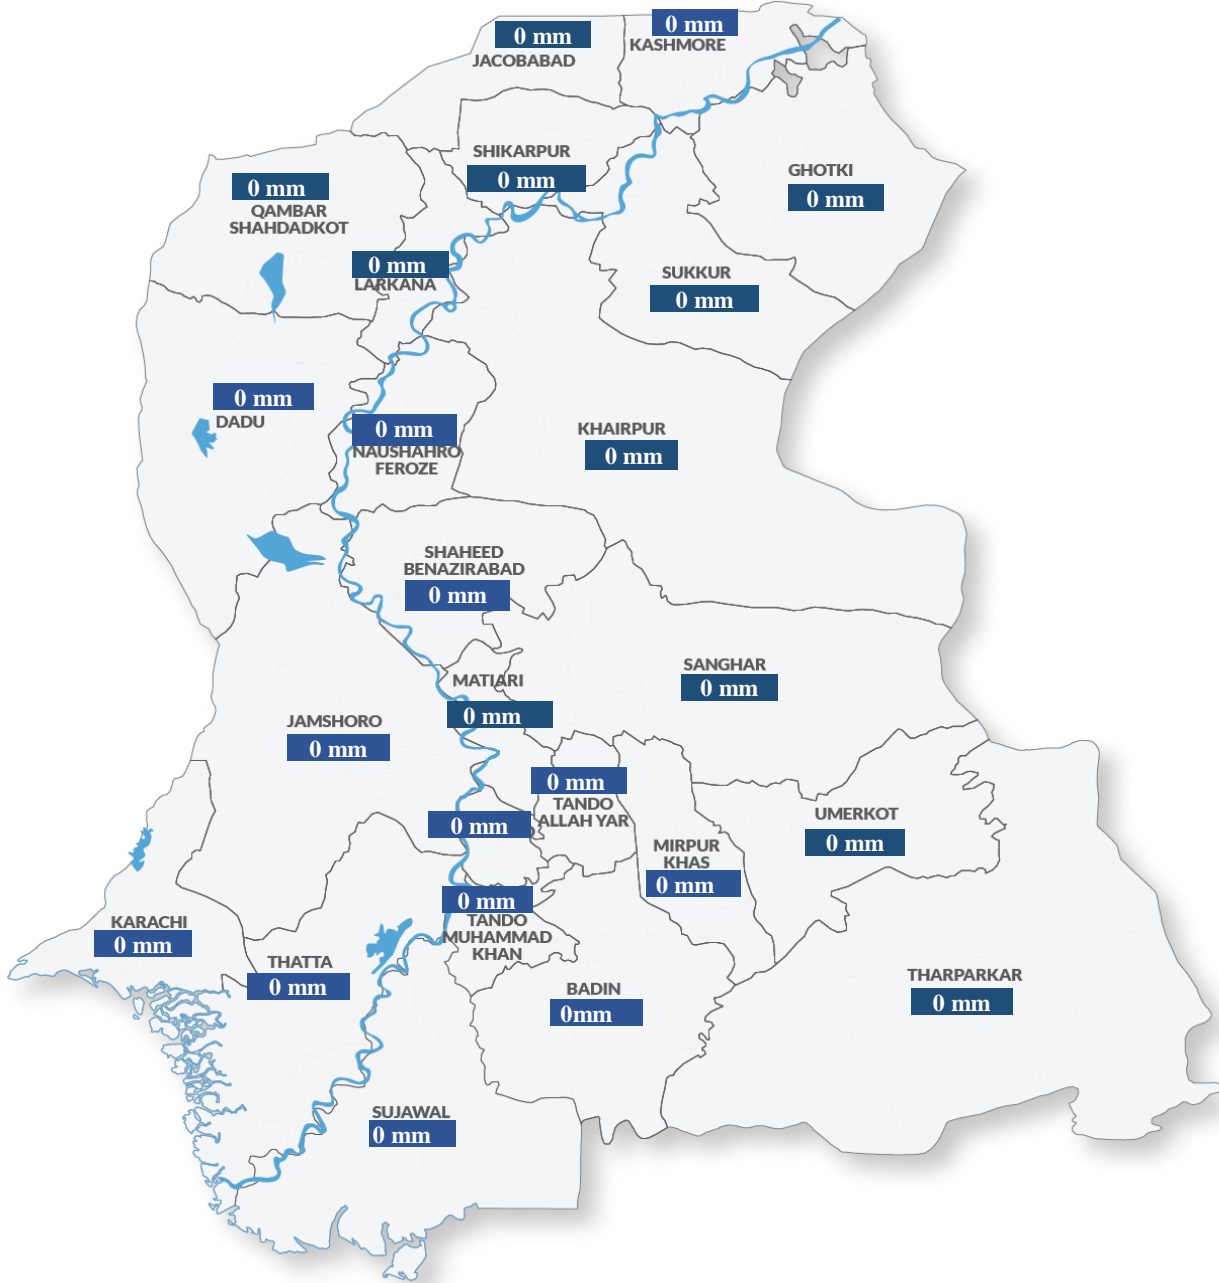 0 mm
KASHMORE
0 mm
JACOBABAD
SHIKARPUR
0 mm
GHOTKI
0 mm
0 mm
QAMBAR
SHAHDADKOT
0 mm
LARKANA
SUKKUR
0 mm
0 mm
DADU
0 mm
NAUSHAHRO
FEROZE
KHAIRPUR
0 mm
SHAHEED
BENAZIRABAD
0 mm
SANGHAR
0 mm
MATIARI
0 mm
JAMSHORO
0 mm
0 mm
TANDO
ALLAH YAR
UMERKOT
0 mm
0 mm
MIRPUR
KHAS
0 mm
0 mm
TANDO
MUHAMMAD
KHAN
KARACHI
0 mm
THATTA
0 mm
BADIN
0mm
THARPARKAR
0 mm
SUJAWAL
0 mm